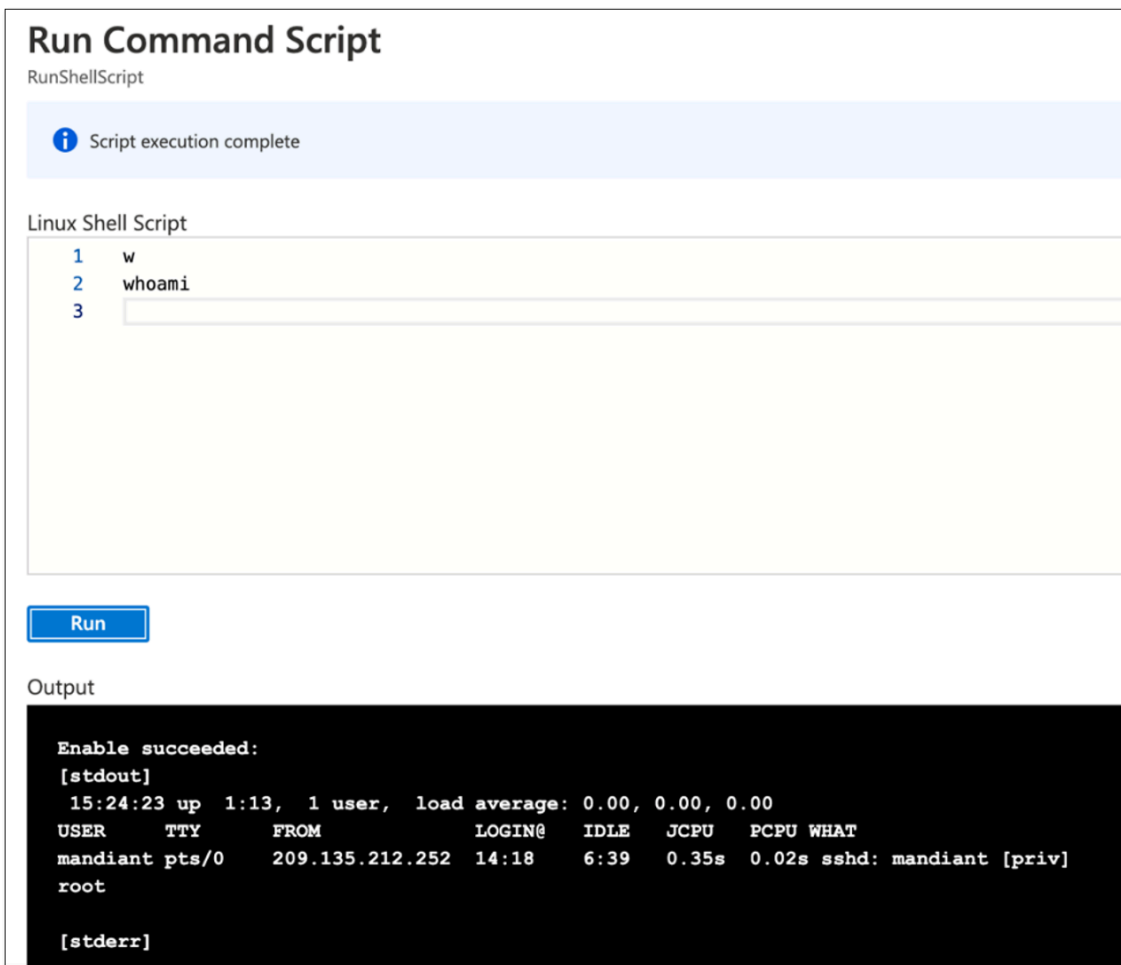 Run Command Script
RunShellScript
Script execution complete
Linux Shell Script
1 w
2 whoami
3
Run
Output
Enable succeeded:
[stdout]
15:24:23 up 1:13, 1 user, load average: 0.00, 0.00, 0.00
USER TTY FROM LOGIN@ IDLE JCPU PCPU WHAT
mandiant pts/0 209.135.212.252 14:18 6:39 0.35s 0.02s sshd: mandiant [priv]
root
[stderr]